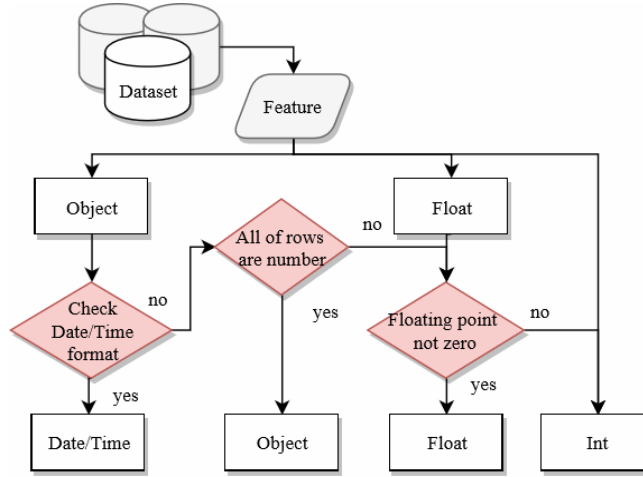 Dataset
Feature
Object
Float
All of rows
are number
no
Check
Date/Time
format
no
yes
Floating point
not zero
no
yes
yes
Date/Time
Object
Float
Int